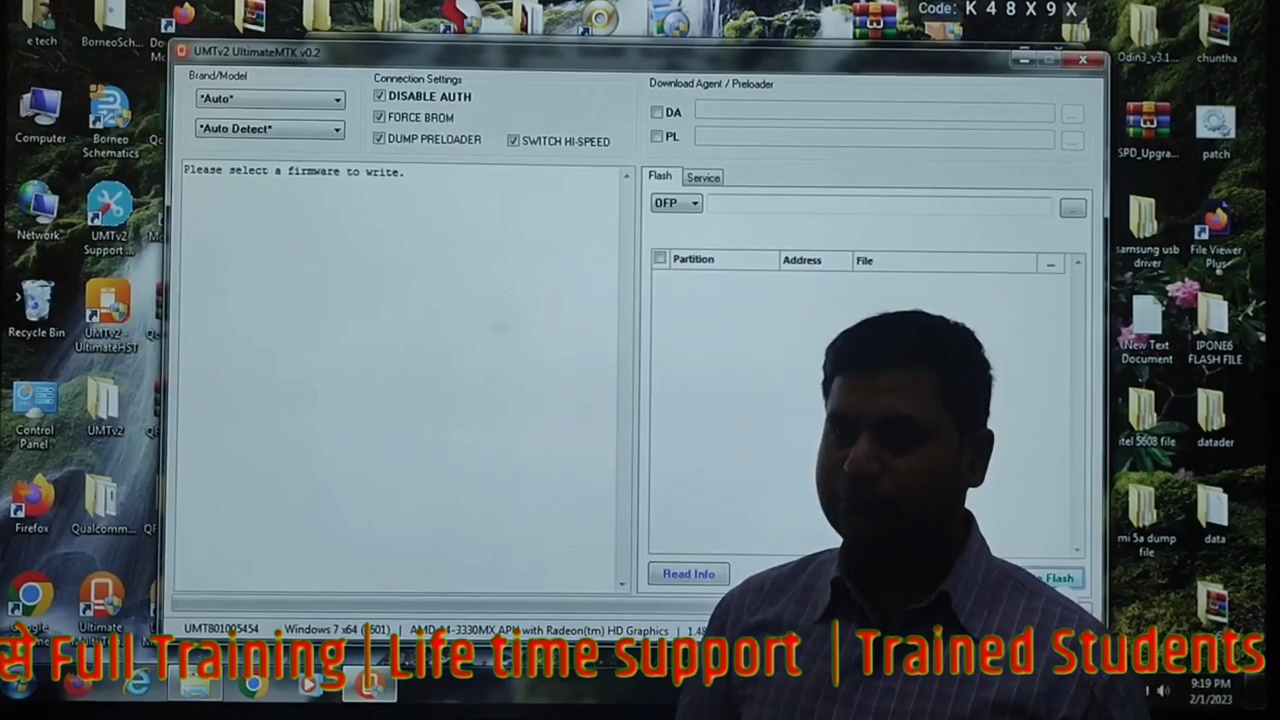 Code: K 4 8 X 9 X
e tech
BorneoSch...
Odin3_v3.1...
chuntha
UMTv2 UltimateMTK v0.2
Brand/Model
Connection Settings
Download Agent / Preloader
*Auto*
DISABLE AUTH
DA
...
FORCE BROM
*Auto Detect*
DUMP PRELOADER
SWITCH HI-SPEED
PL
...
Computer
Borneo
Schematics
SPD_Upgra...
patch
Please select a firmware to write.
Flash
Service
OFP
...
Partition
Address
File
Network
UMTv2
Support ...
samsung usb
driver
File Viewer
Plus
Recycle Bin
UMTv2 -
UltimateHST
New Text
Document
IPONE6
FLASH FILE
Control
Panel
UMTv2
itel 5608 file
datader
Firefox
Qualcomm...
mi 5a dump
file
data
Read Info
Flash
Ultimate
UMT801005454
Windows 7 x64
AMD A4-3330MX APU with Radeon(tm) HD Graphics
से Full Training | Life time support | Trained Students
9:19 PM
2/1/2023